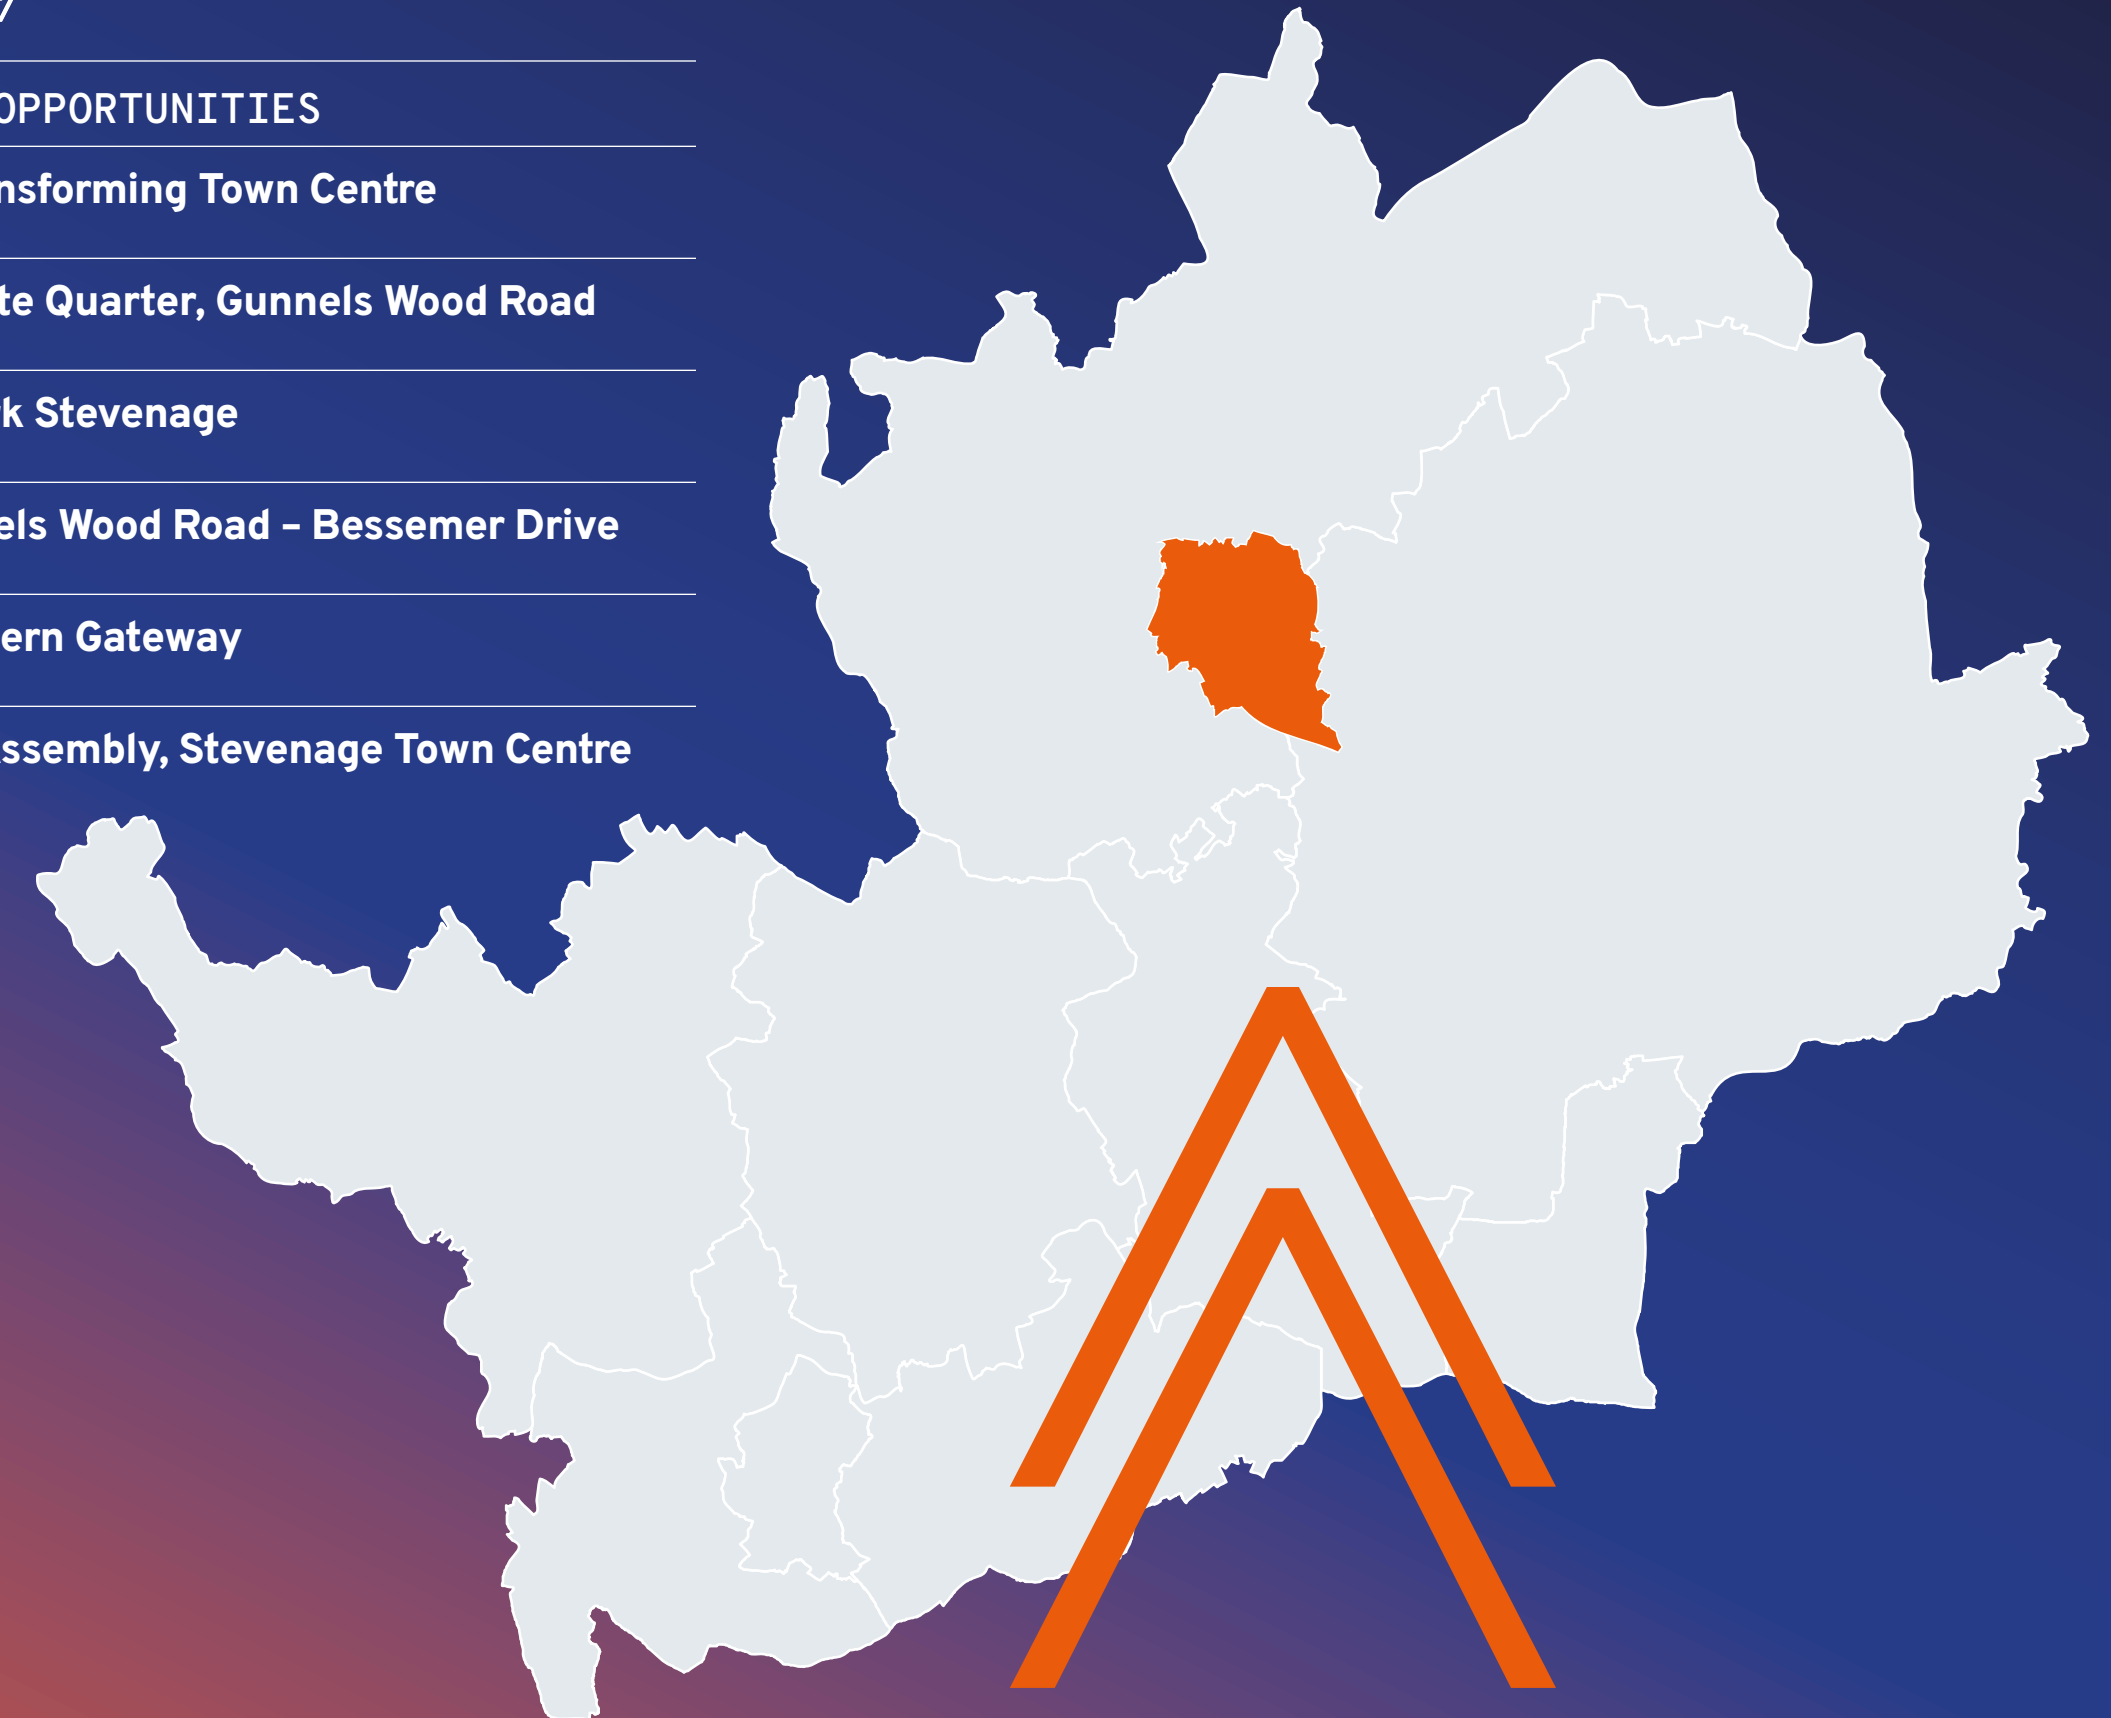 OPPORTUNITIES
nsforming Town Centre
te Quarter, Gunnels Wood Road
rk Stevenage
els Wood Road – Bessemer Drive
ern Gateway
ssembly, Stevenage Town Centre